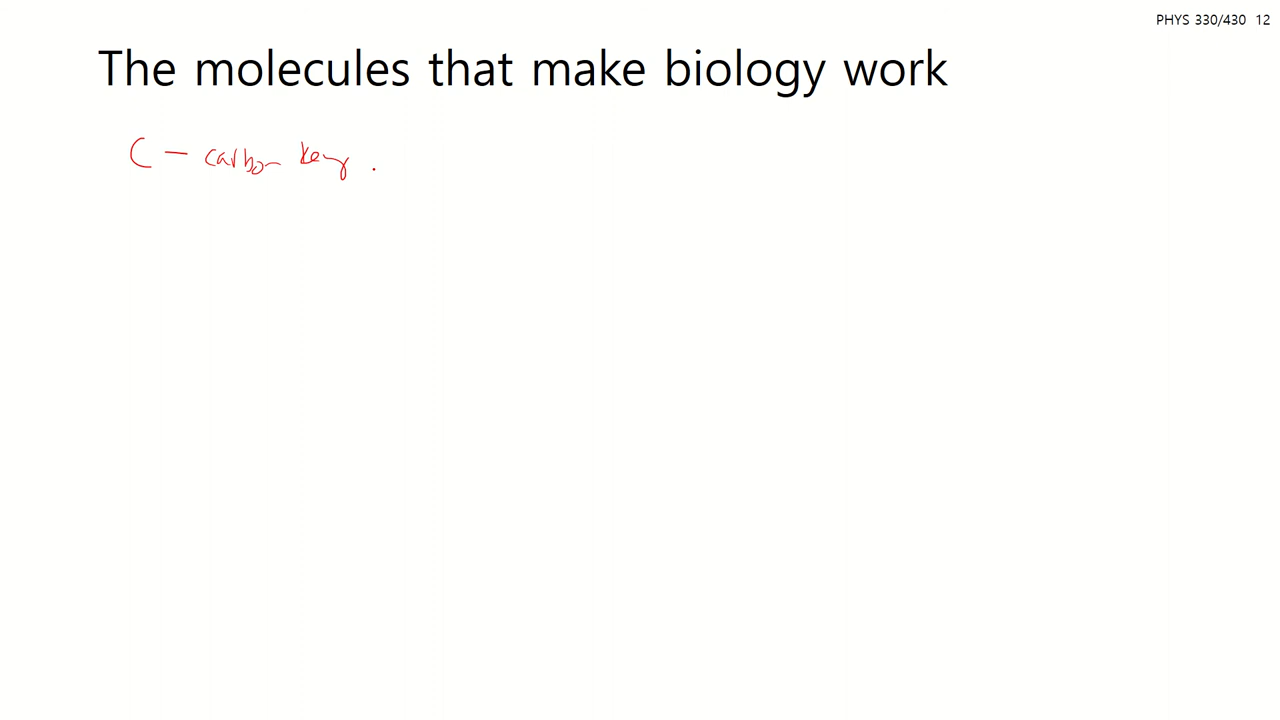 PHYS 330/430 12
The molecules that make biology work
C – carbon key .